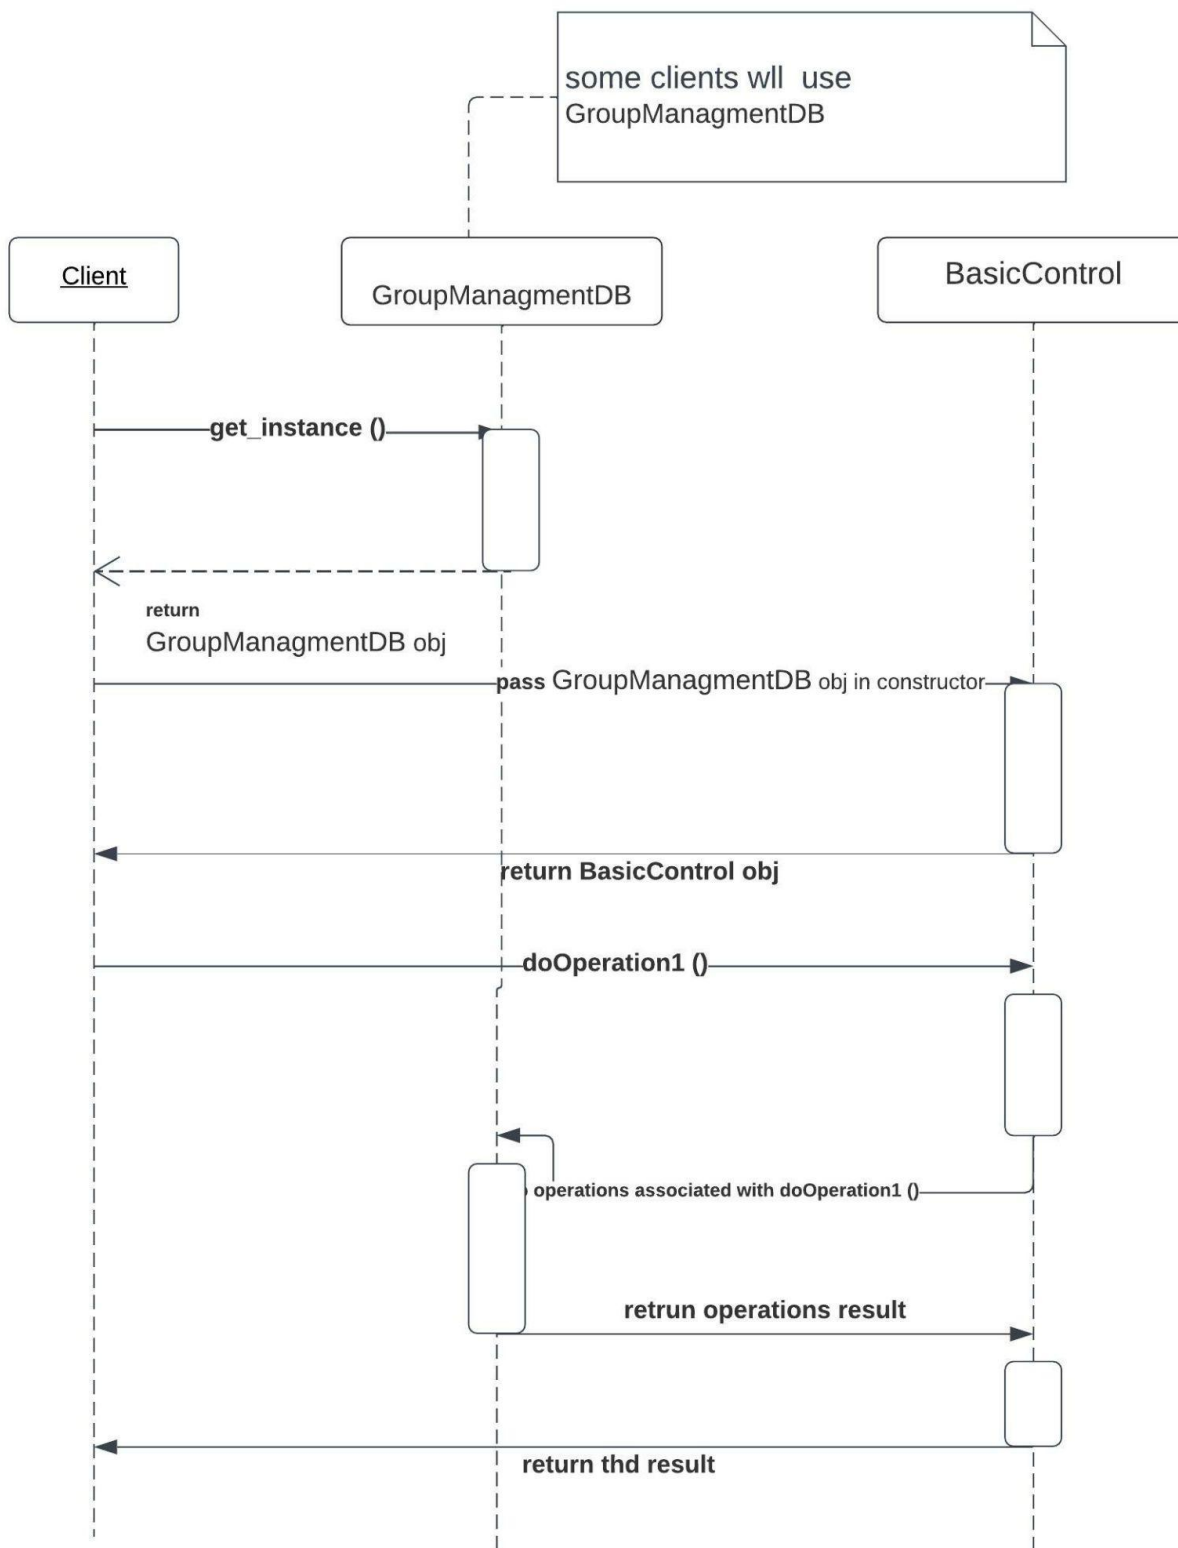 some clients wll  use
GroupManagmentDB
Client
GroupManagmentDB
BasicControl
get_instance ()
return
GroupManagmentDB obj
pass GroupManagmentDB obj in constructor
return BasicControl obj
doOperation1 ()
operations associated with doOperation1 ()
retrun operations result
return thd result